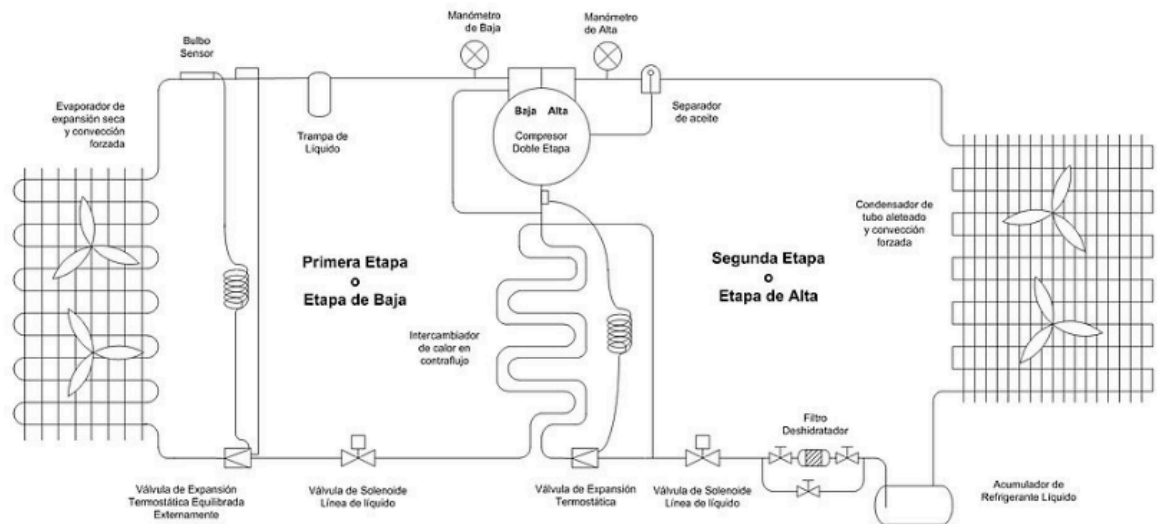 Manómetro
de Baja
Manómetro
de Alta
Bulbo
Sensor
Evaporador de
expansión seca
y convección
forzada
Trampa de
Líquido
Baja Alta
Compresor
Doble Etapa
Separador
de aceite
Condensador de
tubo aleteado
y convección
forzada
Primera Etapa
o
Etapa de Baja
Segunda Etapa
o
Etapa de Alta
Intercambiador
de calor en
contraflujo
Filtro
Deshidratador
Válvula de Expansión
Termostática Equilibrada
Externamente
Válvula de Solenoide
Línea de líquido
Válvula de Expansión
Termostática
Válvula de Solenoide
Línea de líquido
Acumulador de
Refrigerante Líquido